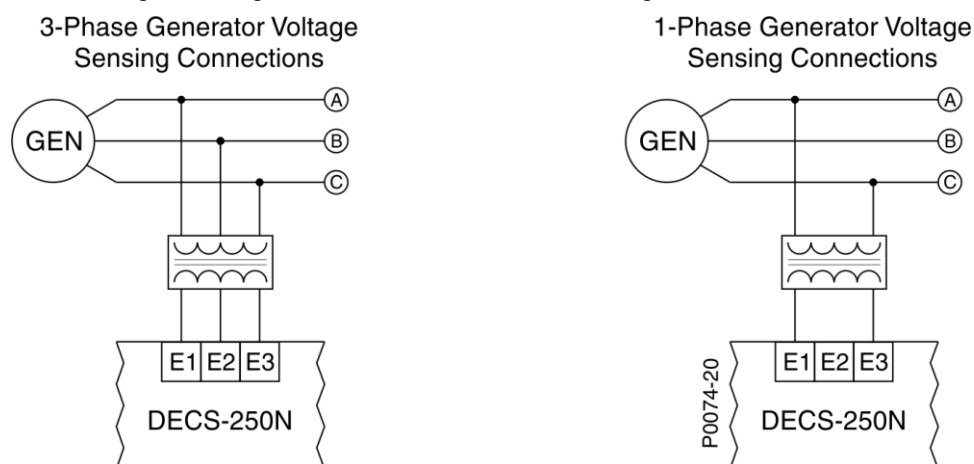 3-Phase Generator Voltage
Sensing Connections
GEN
A
B
C
E1 E2 E3
DECS-250N
1-Phase Generator Voltage
Sensing Connections
GEN
A
B
C
E1 E2 E3
DECS-250N
P0074-20